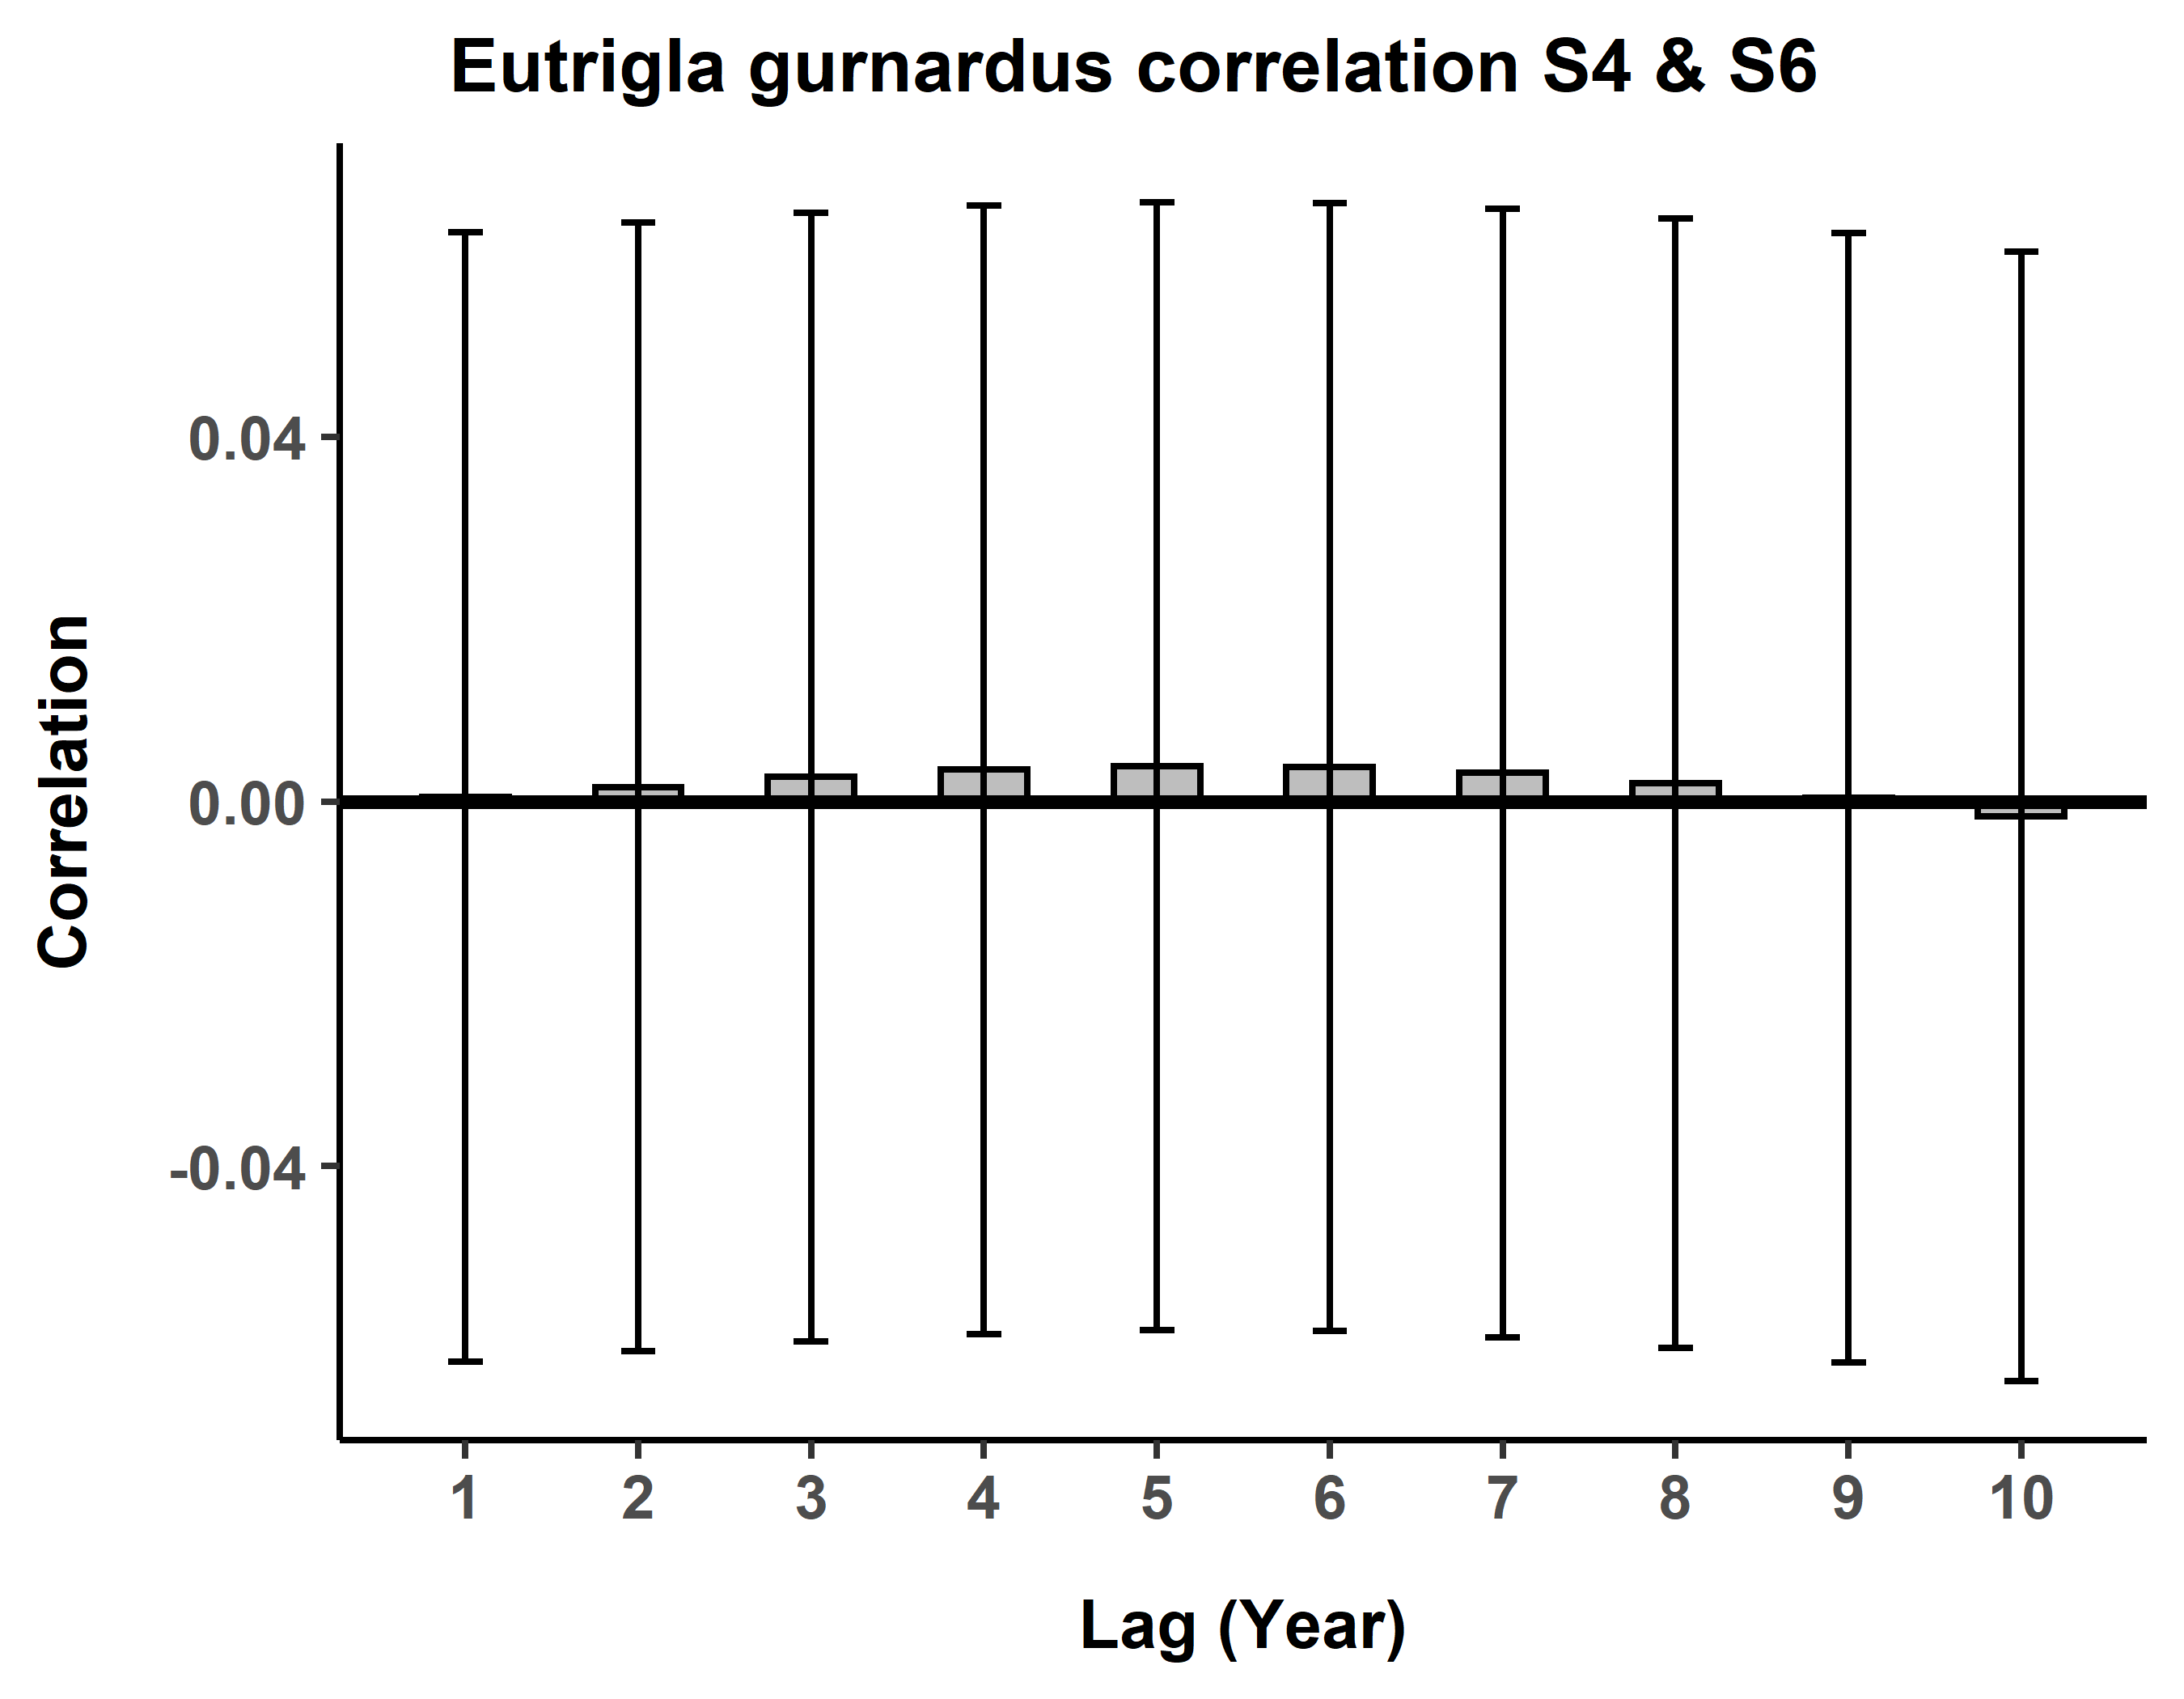 Eutrigla gurnardus correlation S4 & S6
Correlation
0.04
0.00
-0.04
1 2 3 4 5 6 7 8 9 10
Lag (Year)